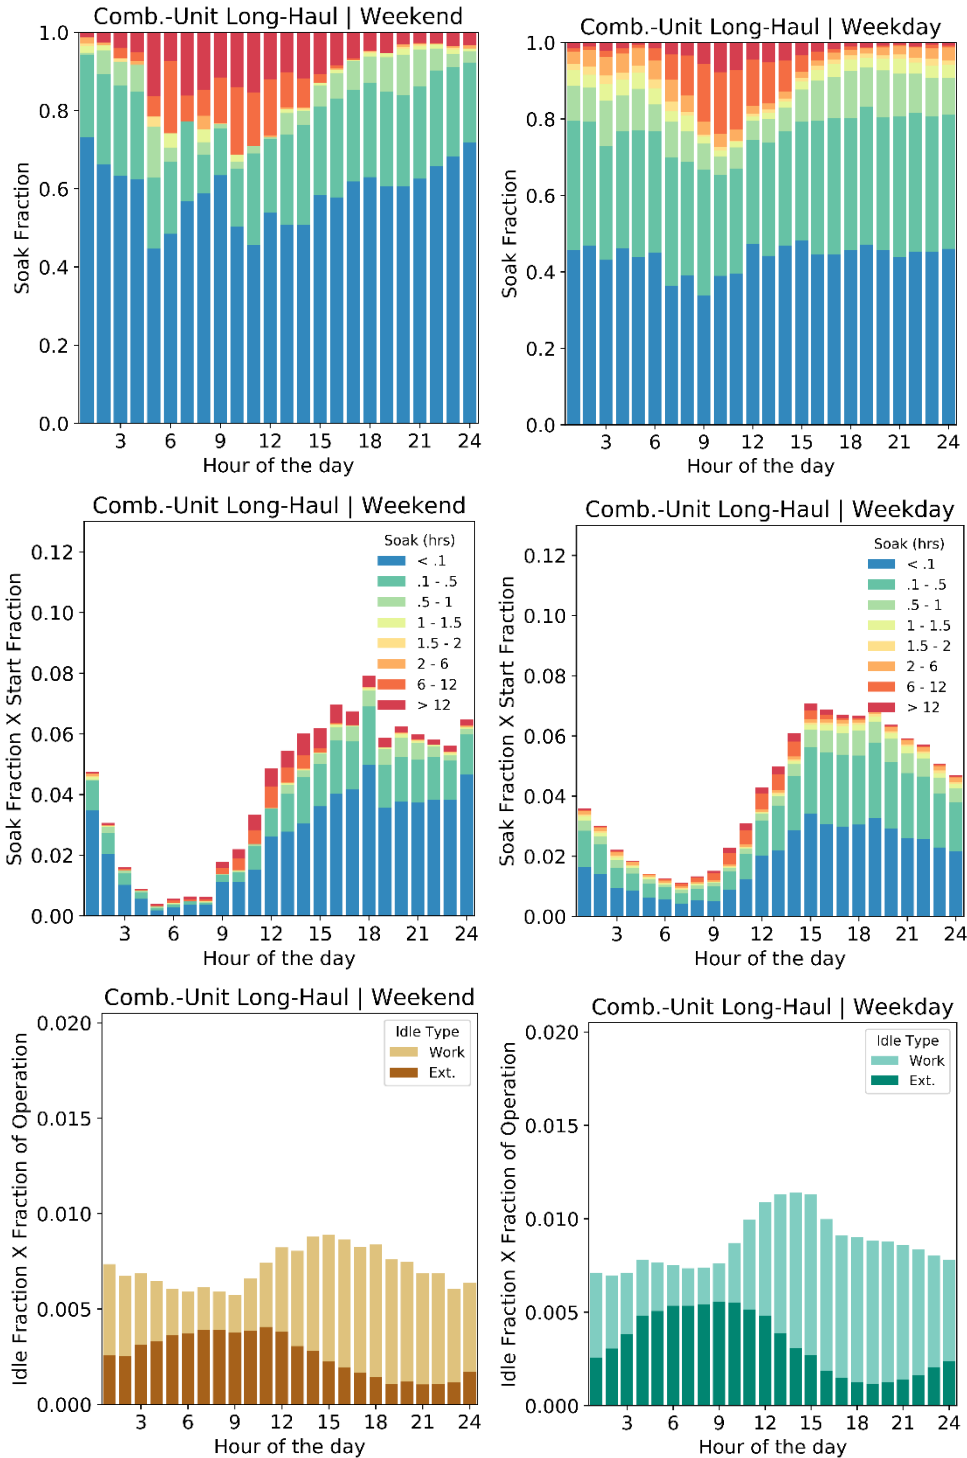 Comb.-Unit Long-Haul | Weekend
Soak Fraction
1.0
0.8
0.6
0.4
0.2
0.0
3 6 9 12 15 18 21 24
Hour of the day
Comb.-Unit Long-Haul | Weekday
Soak Fraction
1.0
0.8
0.6
0.4
0.2
0.0
3 6 9 12 15 18 21 24
Hour of the day
Comb.-Unit Long-Haul | Weekend
Soak Fraction X Start Fraction
0.12
0.10
0.08
0.06
0.04
0.02
0.00
Soak (hrs)
< .1
.1 - .5
.5 - 1
1 - 1.5
1.5 - 2
2 - 6
6 - 12
> 12
3 6 9 12 15 18 21 24
Hour of the day
Comb.-Unit Long-Haul | Weekday
Soak Fraction X Start Fraction
0.12
0.10
0.08
0.06
0.04
0.02
0.00
Soak (hrs)
< .1
.1 - .5
.5 - 1
1 - 1.5
1.5 - 2
2 - 6
6 - 12
> 12
3 6 9 12 15 18 21 24
Hour of the day
Comb.-Unit Long-Haul | Weekend
Idle Fraction X Fraction of Operation
0.020
0.015
0.010
0.005
0.000
Idle Type
Work
Ext.
3 6 9 12 15 18 21 24
Hour of the day
Comb.-Unit Long-Haul | Weekday
Idle Fraction X Fraction of Operation
0.020
0.015
0.010
0.005
0.000
Idle Type
Work
Ext.
3 6 9 12 15 18 21 24
Hour of the day